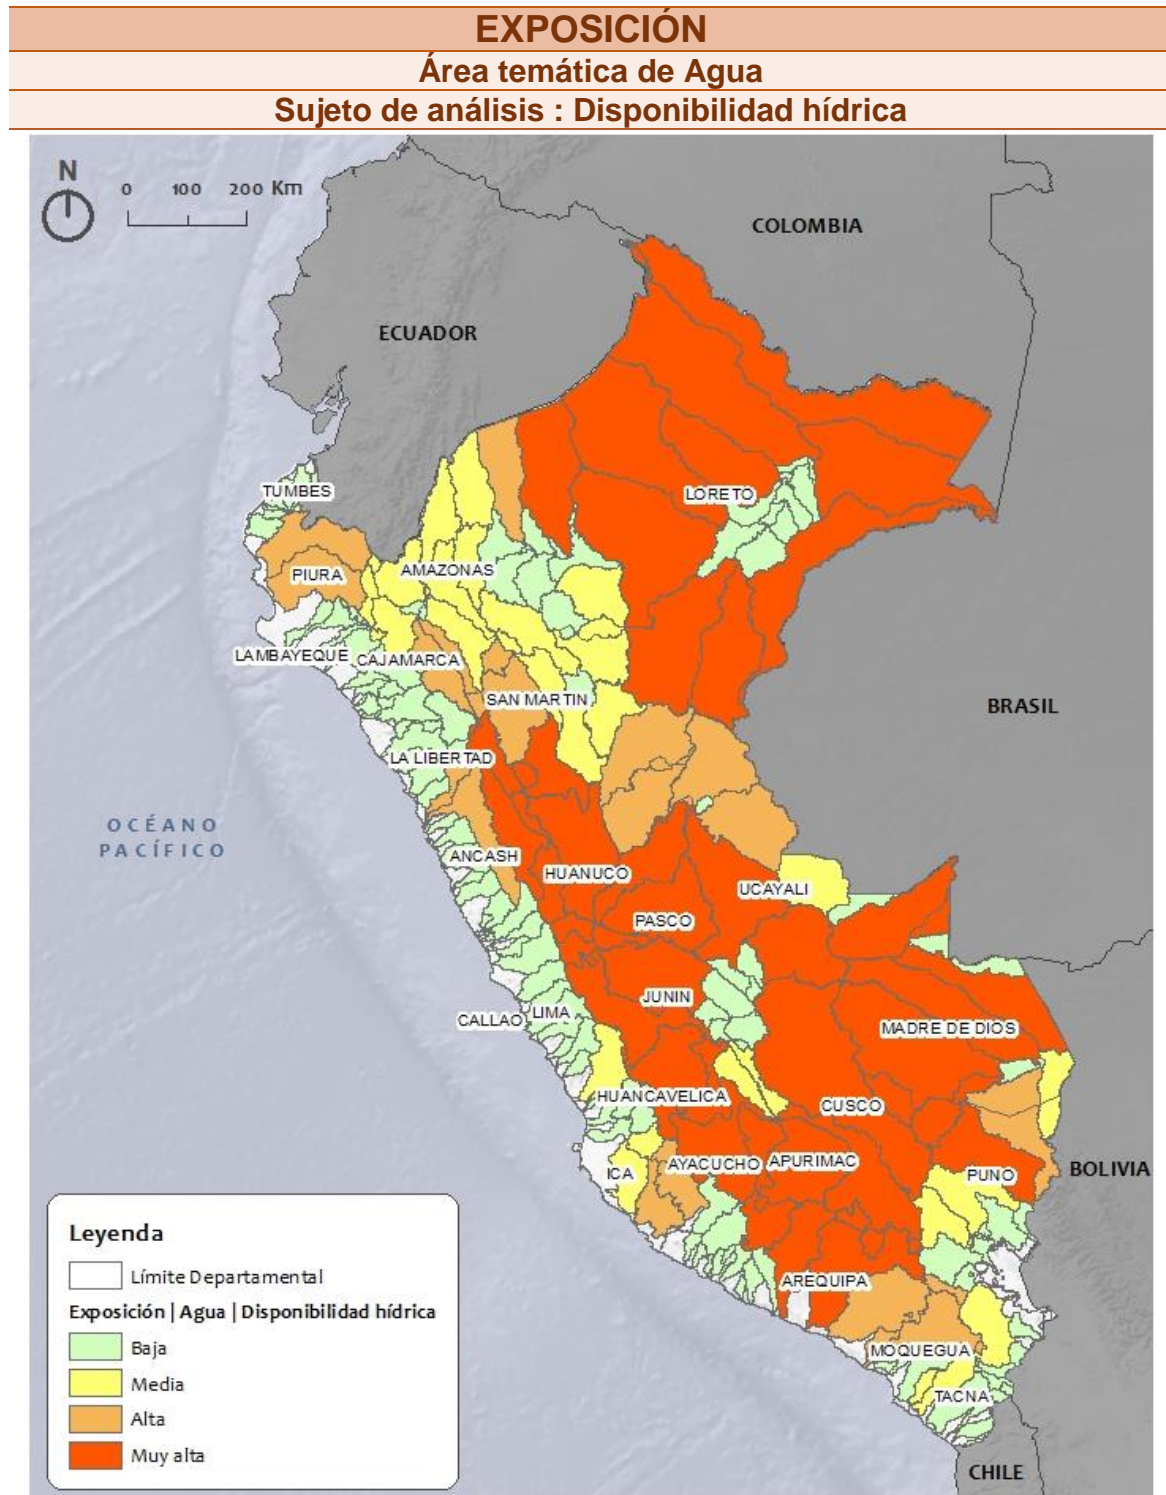 EXPOSICIÓN
Área temática de Agua
Sujeto de análisis : Disponibilidad hídrica
N
0 100 200 Km
COLOMBIA
ECUADOR
TUMBES
LORETO
PIURA
AMAZONAS
LAMBAYEQUE
CAJAMARCA
SAN MARTIN
BRASIL
LA LIBERTAD
OCÉANO
PACÍFICO
ANCASH
HUANUCO
UCAYALI
PASCO
JUNIN
CALLAO
LIMA
MADRE DE DIOS
HUANCAVELICA
CUSCO
ICA
AYACUCHO
APURIMAC
PUNO
BOLIVIA
AREQUIPA
MOQUEGUA
TACNA
CHILE
Leyenda
Límite Departamental
Exposición | Agua | Disponibilidad hídrica
Baja
Media
Alta
Muy alta